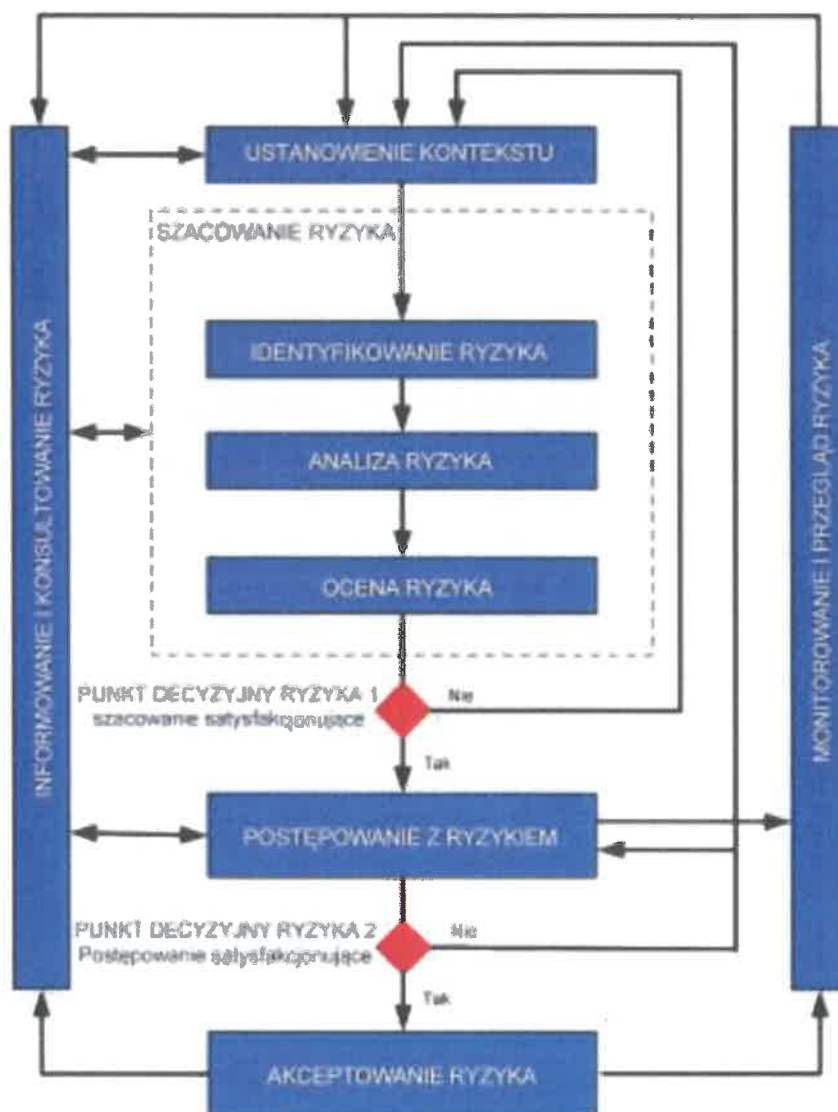 USTANOWIENIE KONTEKSTU
SZACOWANIE RYZYKA
IDENTYFIKOWANIE RYZYKA
ANALIZA RYZYKA
OCENA RYZYKA
PUNKT DECYZYJNY RYZYKA 1
szacowanie satysfakcjonujące
Nie
Tak
POSTĘPOWANIE Z RYZYKIEM
PUNKT DECYZYJNY RYZYKA 2
Postępowanie satysfakcjonujące
Nie
Tak
AKCEPTOWANIE RYZYKA
INFORMOWANIE I KONSULTOWANIE RYZYKA
MONITOROWANIE I PRZEGLĄD RYZYKA